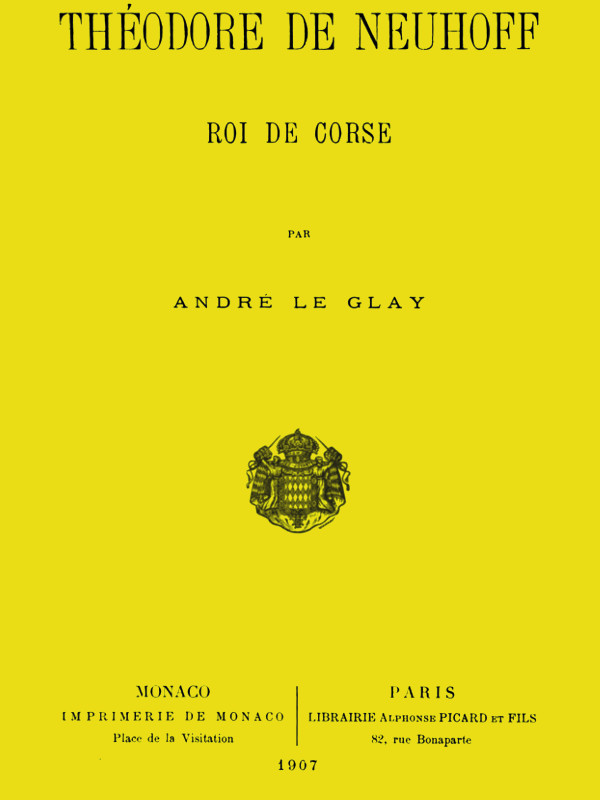 THÉODORE DE NEUHOFF
ROI DE CORSE
PAR
ANDRÉ LE GLAY
MONACO
IMPRIMERIE DE MONACO
Place de la Visitation
PARIS
LIBRAIRIE ALPHONSE PICARD ET FILS
82, rue Bonaparte
1907